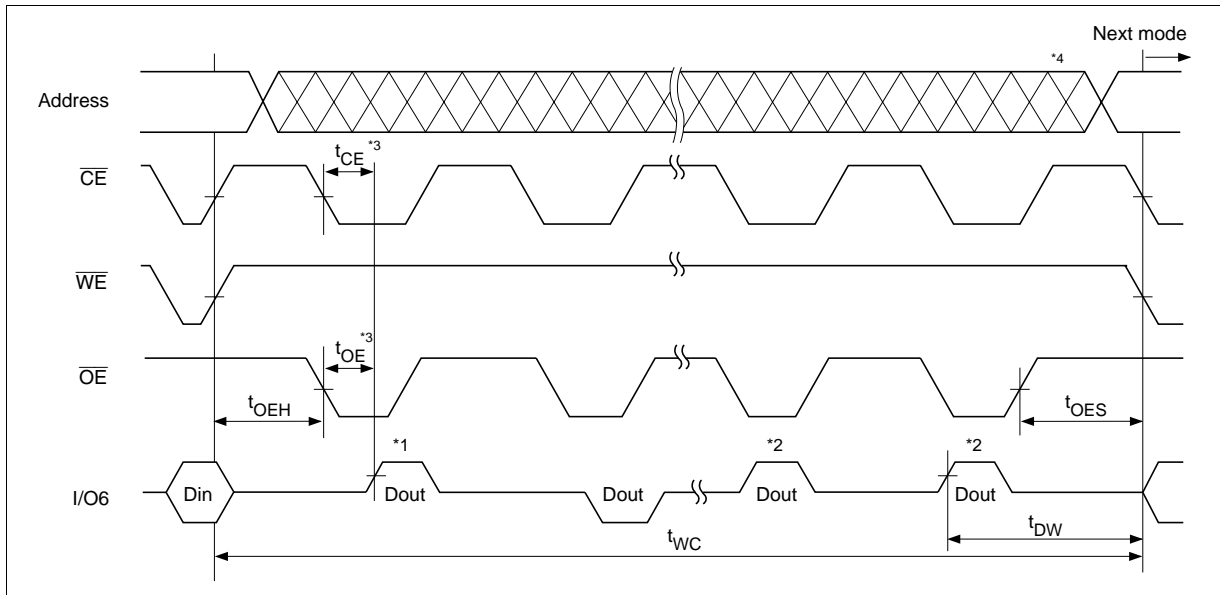 Next mode
*4
Address
tCE *3
CE
WE
tOE *3
OE
tOEH
tOES
*1
*2
*2
I/O6
Din
Dout
Dout
Dout
Dout
tDW
tWC